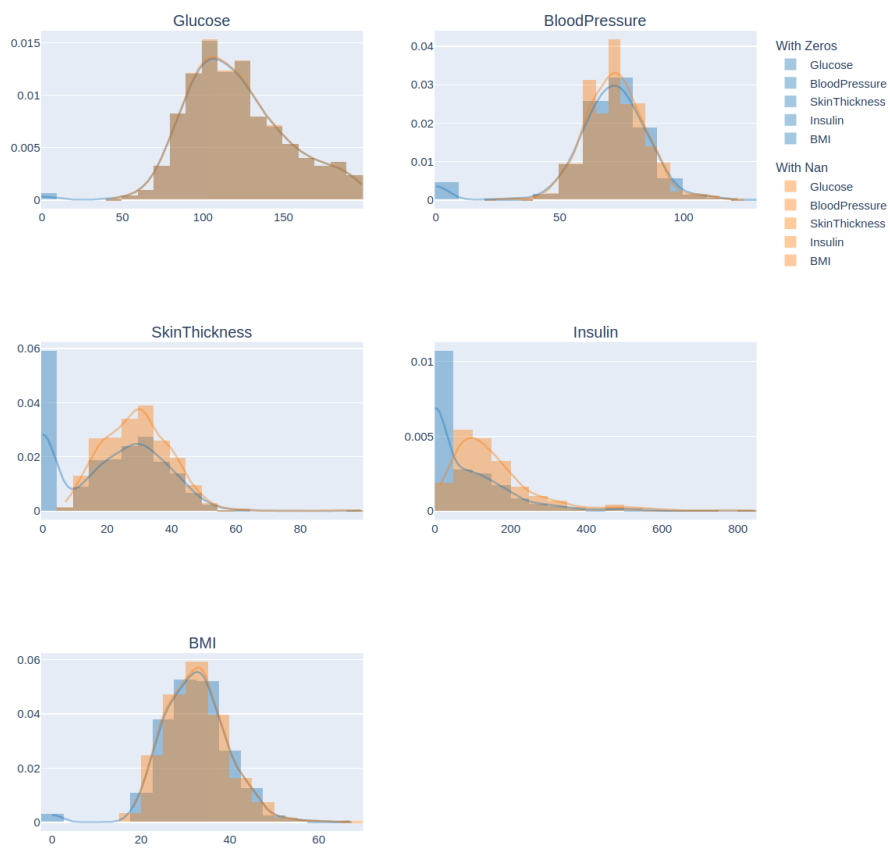 Glucose
0.015
0.01
0.005
0
0 50 100 150
BloodPressure
0.04
0.03
0.02
0.01
0
0 50 100
With Zeros
Glucose
BloodPressure
SkinThickness
Insulin
BMI
With Nan
Glucose
BloodPressure
SkinThickness
Insulin
BMI
SkinThickness
0.06
0.04
0.02
0
0 20 40 60 80
Insulin
0.01
0.005
0
0 200 400 600 800
BMI
0.06
0.04
0.02
0
0 20 40 60